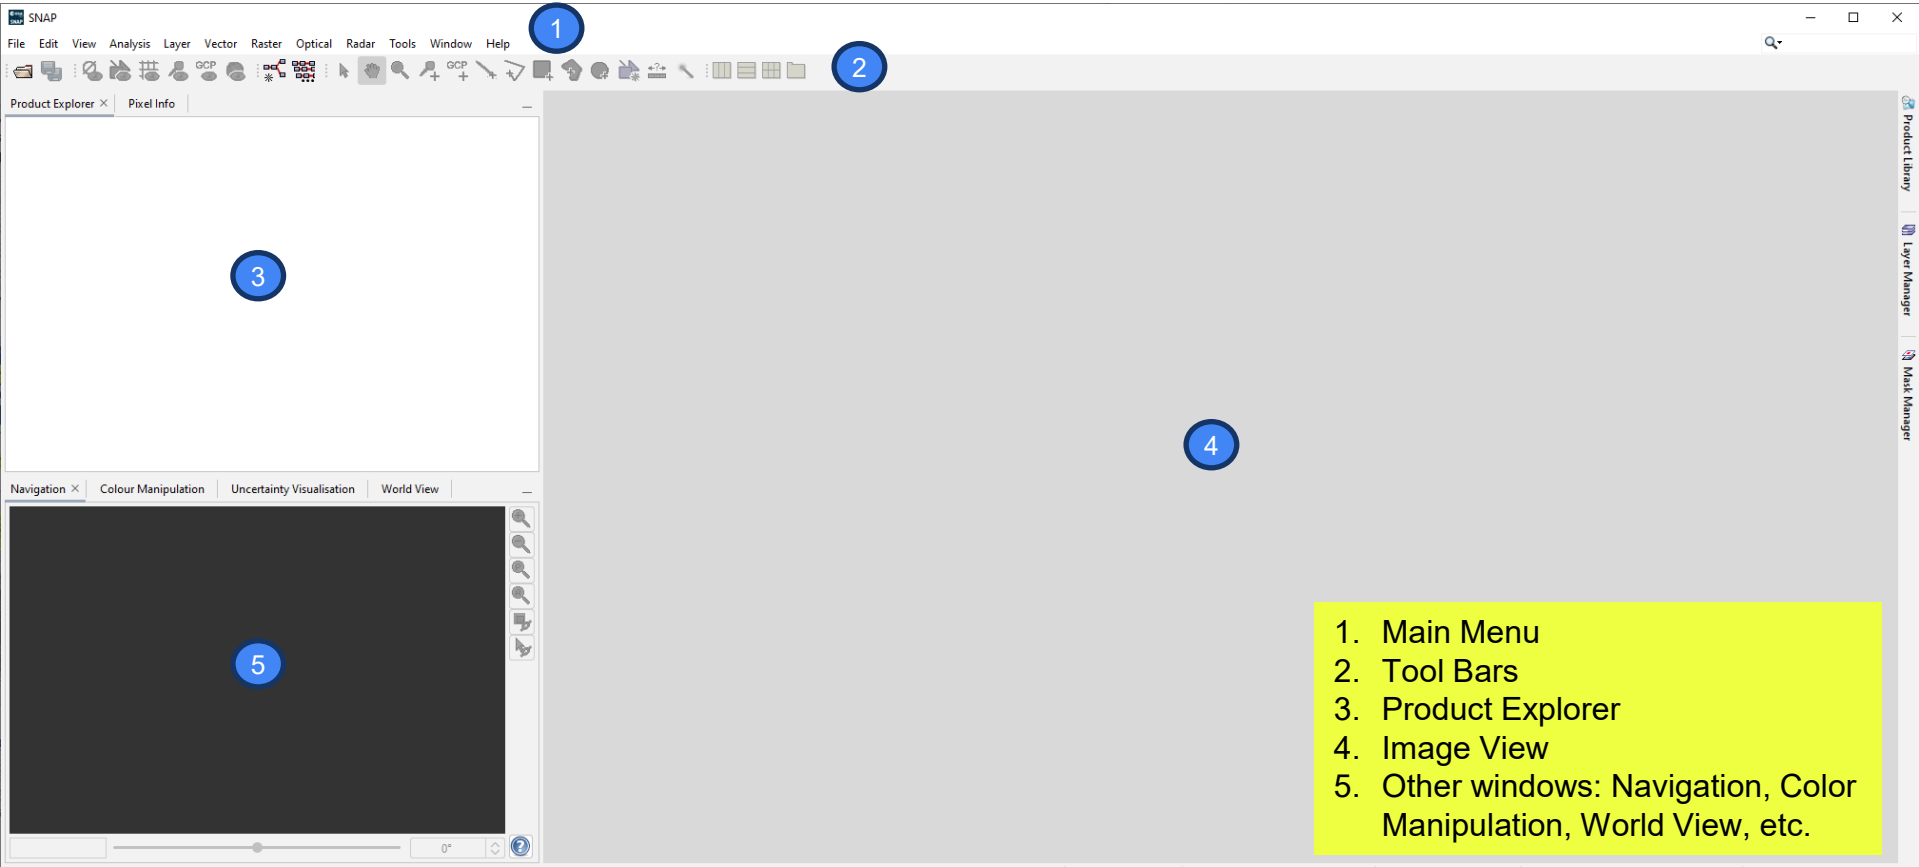 SNAP
1
File Edit View Analysis Layer Vector Raster Optical Radar Tools Window Help
GCP GCP 2
Product Explorer Pixel Info
3
Product Library
Layer Manager
Mask Manager
4
Navigation Colour Manipulation Uncertainty Visualisation World View
5
0°
1. Main Menu
2. Tool Bars
3. Product Explorer
4. Image View
5. Other windows: Navigation, Color
Manipulation, World View, etc.